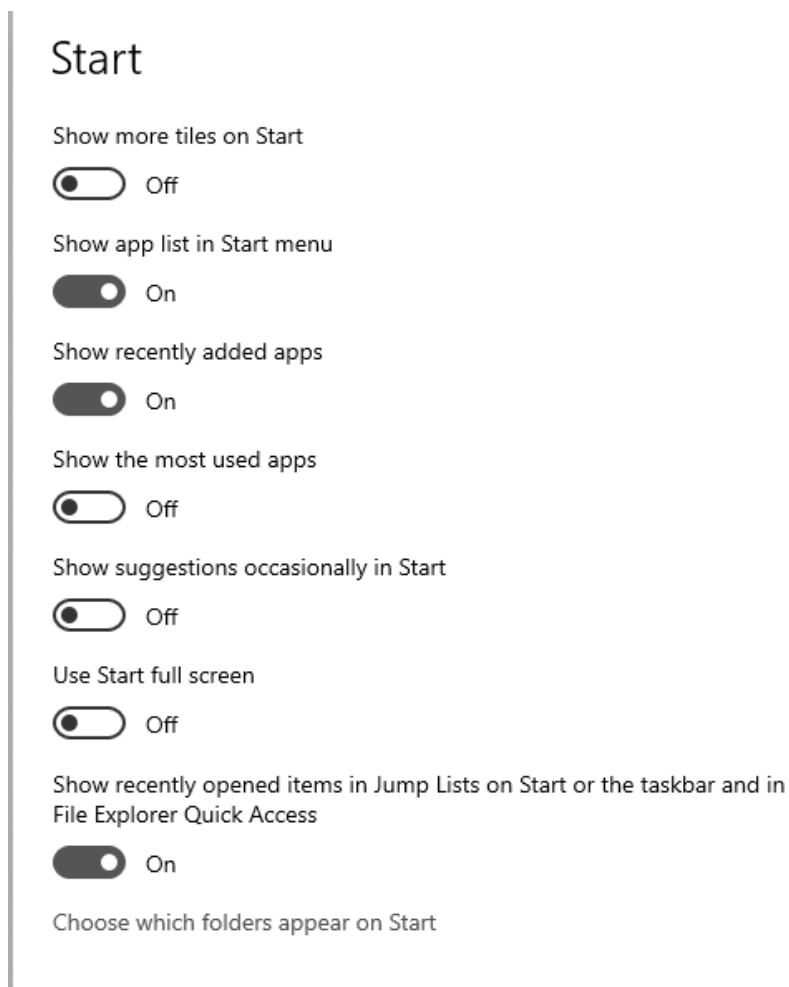 Start
Show more tiles on Start
Off
Show app list in Start menu
On
Show recently added apps
On
Show the most used apps
Off
Show suggestions occasionally in Start
Off
Use Start full screen
Off
Show recently opened items in Jump Lists on Start or the taskbar and in
File Explorer Quick Access
On
Choose which folders appear on Start